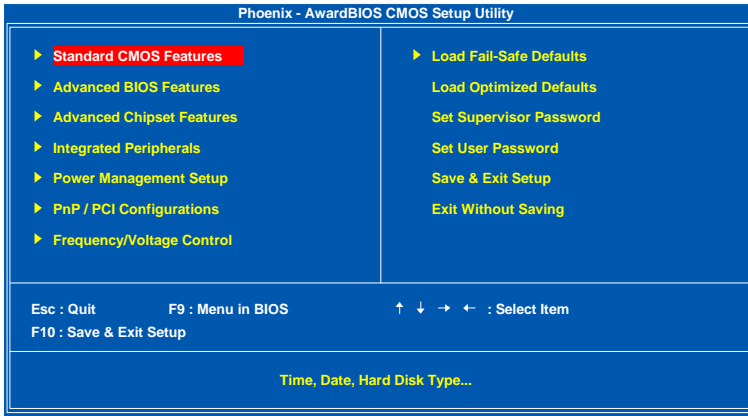 Phoenix - AwardBIOS CMOS Setup Utility
Standard CMOS Features
Advanced BIOS Features
Advanced Chipset Features
Integrated Peripherals
Power Management Setup
PnP / PCI Configurations
Frequency/Voltage Control
Load Fail-Safe Defaults
Load Optimized Defaults
Set Supervisor Password
Set User Password
Save & Exit Setup
Exit Without Saving
Esc : Quit F9 : Menu in BIOS ↑ ↓ → ← : Select Item
F10 : Save & Exit Setup
Time, Date, Hard Disk Type...